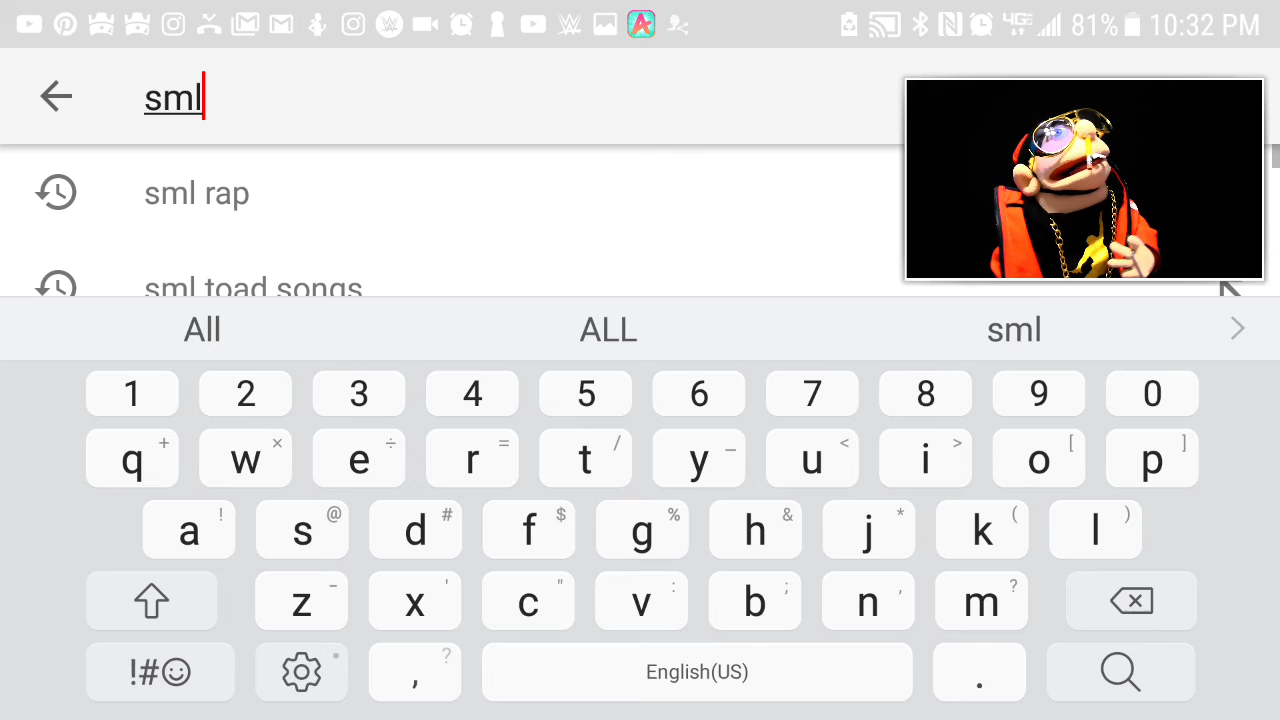 4G 81% 10:32 PM
sml
sml rap
sml toad songs
All ALL sml
1 2 3 4 5 6 7 8 9 0
q + w × e ÷ r = t / y _ u < i > o [ p ]
a ! s @ d # f $ g % h & j * k ( l )
z - x ' c " v : b ; n , m ?
!# , ? English(US) .